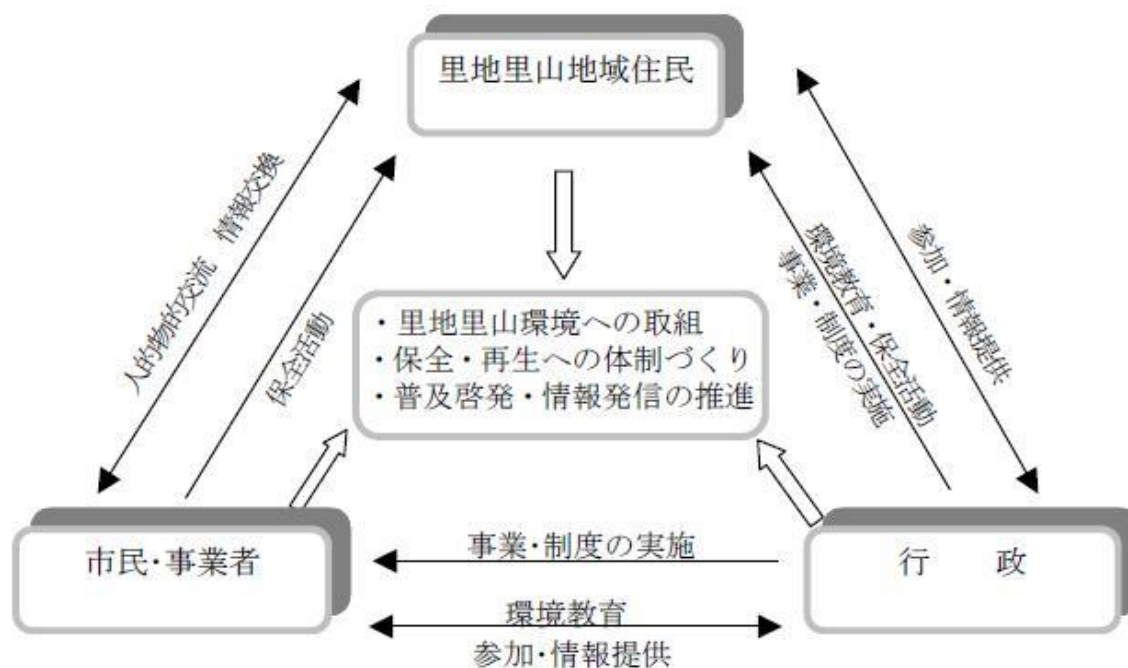 里地里山地域住民
人的物的交流 情報交換
保全活動
環境教育・保全活動
事業・制度の実施
参加・情報提供
・里地里山環境への取組
・保全・再生への体制づくり
・普及啓発・情報発信の推進
市民・事業者
事業・制度の実施
環境教育
参加・情報提供
行 政